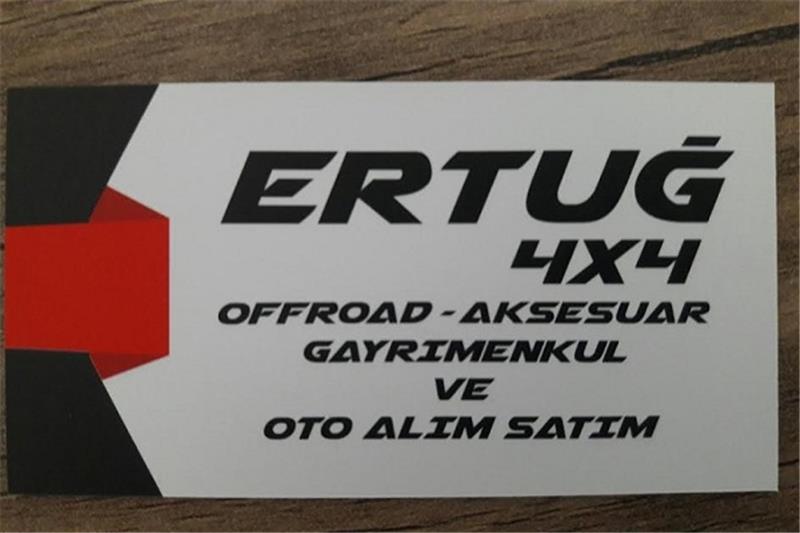 ERTUĞ
4X4
OFFROAD - AKSESUAR
GAYRIMENKUL
VE
OTO ALIM SATIM